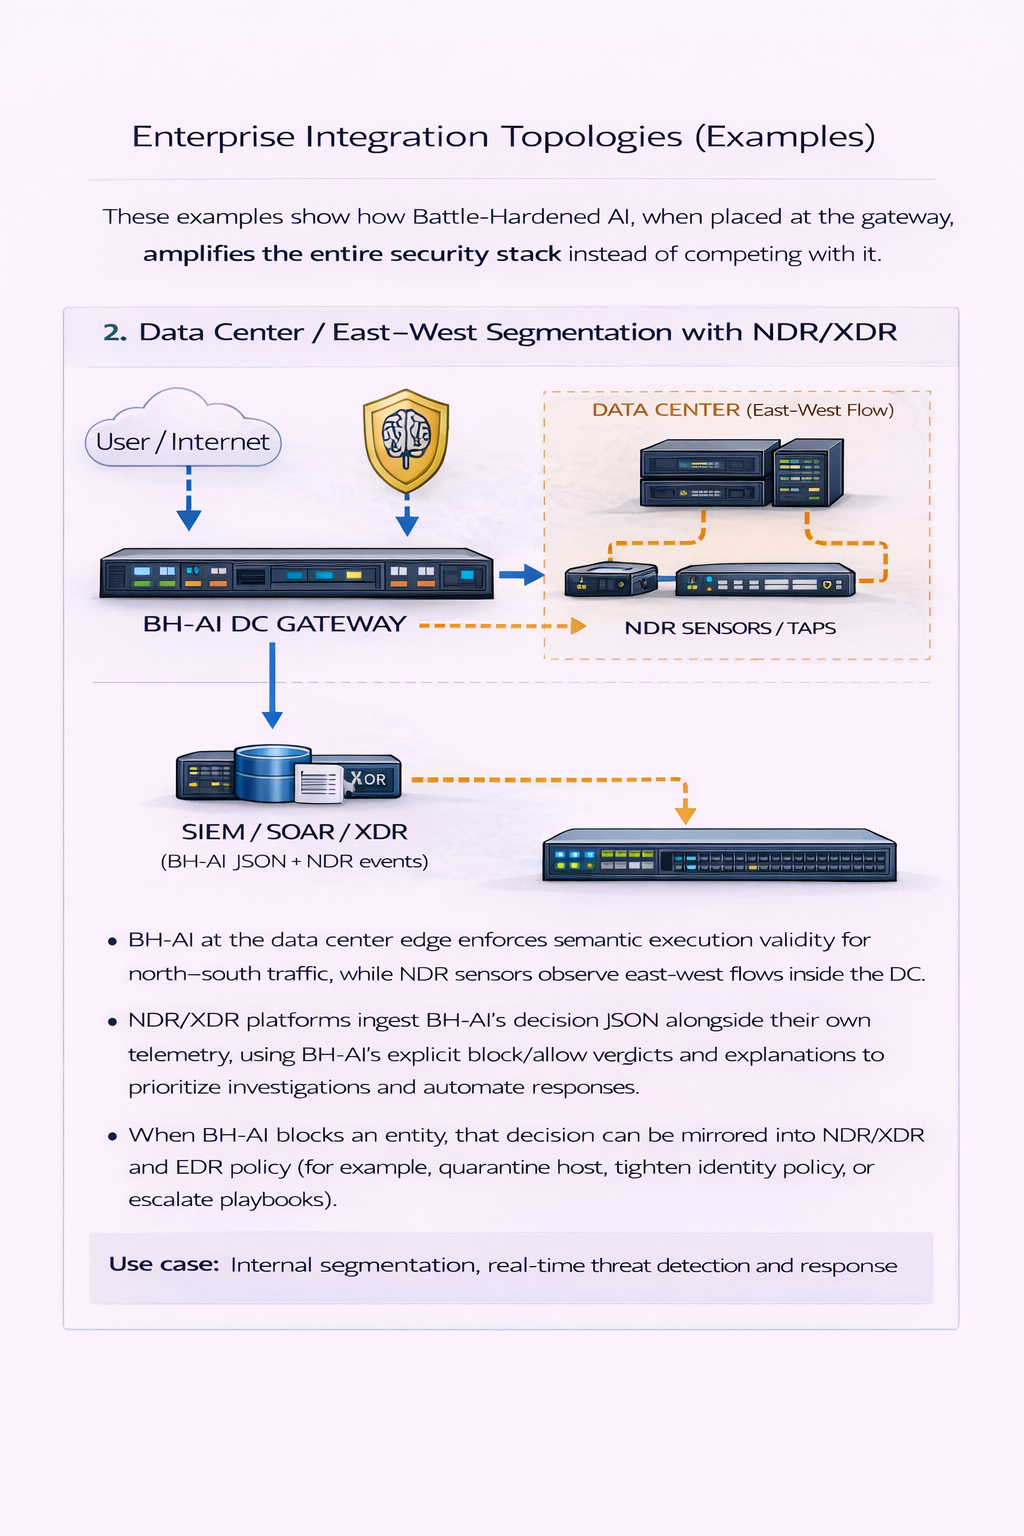 Enterprise Integration Topologies (Examples)
These examples show how Battle-Hardened AI, when placed at the gateway,
amplifies the entire security stack instead of competing with it.
2. Data Center / East–West Segmentation with NDR/XDR
User / Internet
DATA CENTER (East-West Flow)
BH-AI DC GATEWAY
NDR SENSORS / TAPS
XOR
SIEM / SOAR / XDR
(BH-AI JSON + NDR events)
• BH-AI at the data center edge enforces semantic execution validity for
north–south traffic, while NDR sensors observe east-west flows inside the DC.
• NDR/XDR platforms ingest BH-AI's decision JSON alongside their own
telemetry, using BH-AI's explicit block/allow verdicts and explanations to
prioritize investigations and automate responses.
• When BH-AI blocks an entity, that decision can be mirrored into NDR/XDR
and EDR policy (for example, quarantine host, tighten identity policy, or
escalate playbooks).
Use case: Internal segmentation, real-time threat detection and response